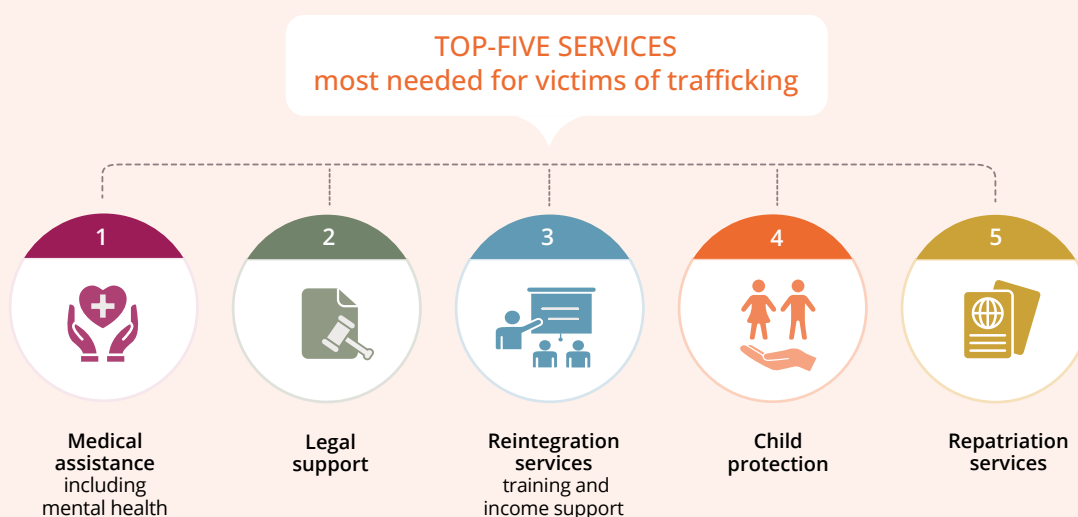 TOP-FIVE SERVICES
most needed for victims of trafficking
1
Medical
assistance
including
mental health
2
Legal
support
3
Reintegration
services
training and
income support
4
Child
protection
5
Repatriation
services